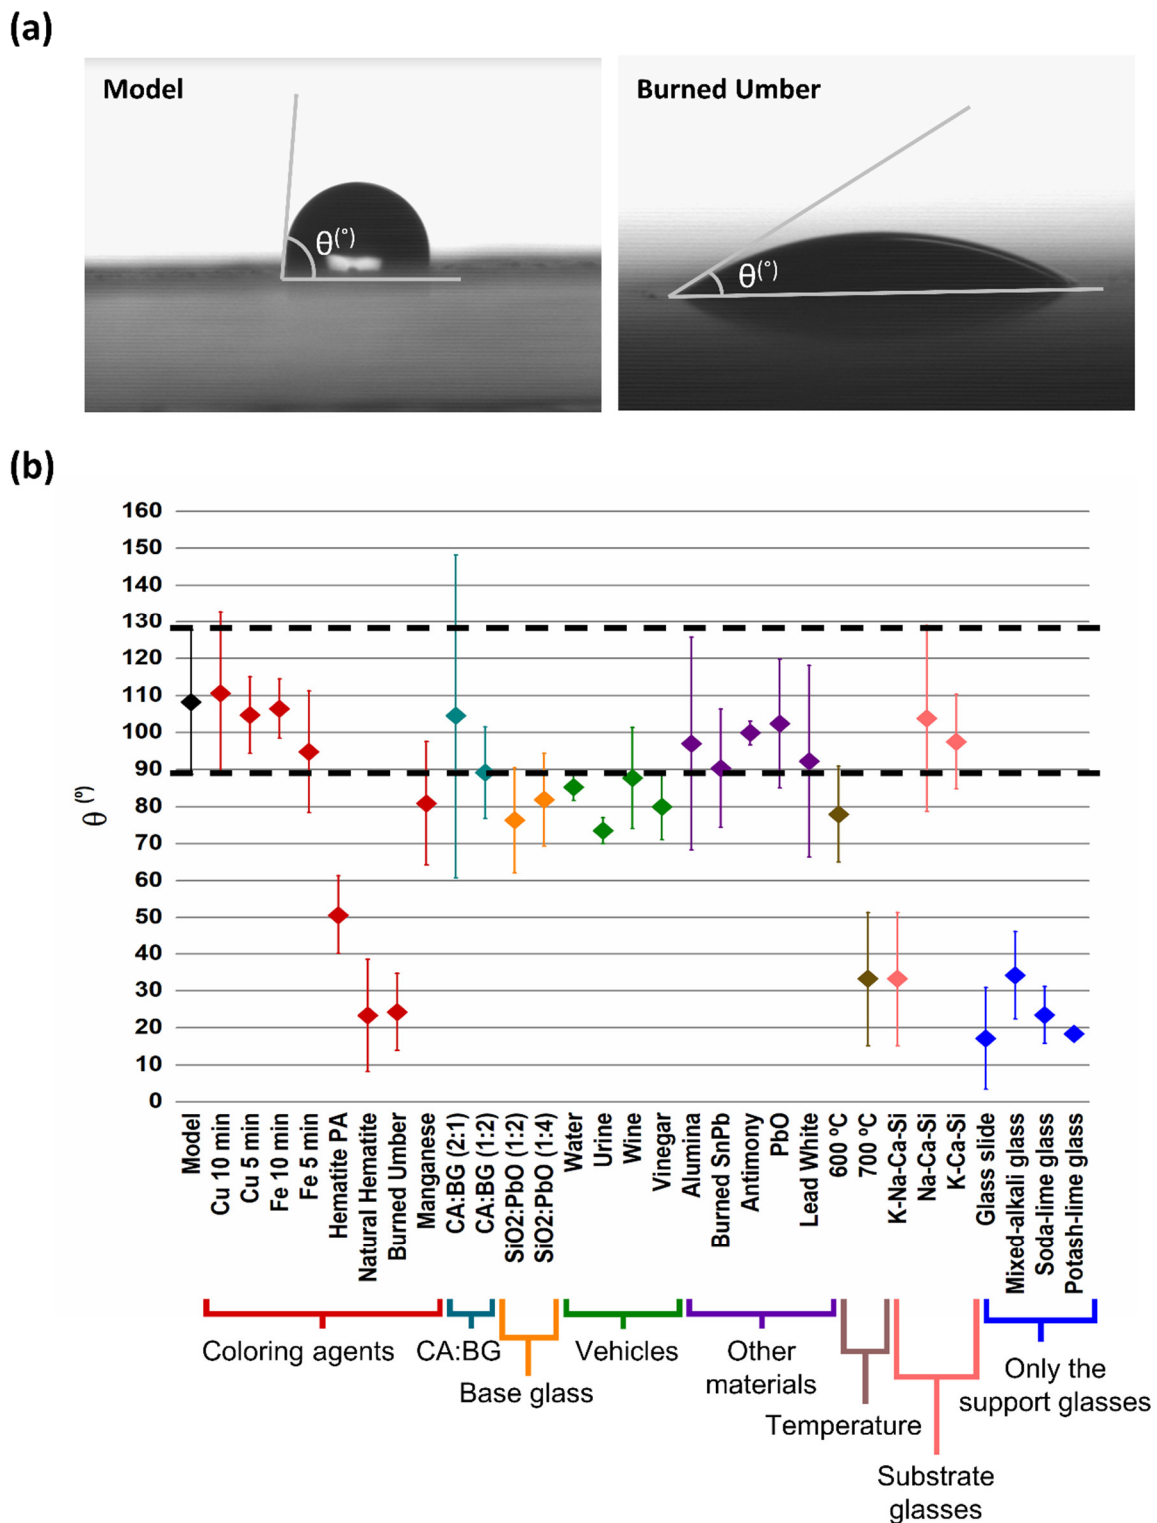 (a)
Model
θ(°)
Burned Umber
θ(°)
(b)
160
150
140
130
120
110
100
90
80
70
60
50
40
30
20
10
0
θ (º)
Model
Cu 10 min
Cu 5 min
Fe 10 min
Fe 5 min
Hematite PA
Natural Hematite
Burned Umber
Manganese
CA:BG (2:1)
CA:BG (1:2)
SiO2:PbO (1:2)
SiO2:PbO (1:4)
Water
Urine
Wine
Vinegar
Alumina
Burned SnPb
Antimony
PbO
Lead White
600 ºC
700 ºC
K-Na-Ca-Si
Na-Ca-Si
K-Ca-Si
Glass slide
Mixed-alkali glass
Soda-lime glass
Potash-lime glass
Coloring agents
CA:BG
Base glass
Vehicles
Other
materials
Temperature
Substrate
glasses
Only the
support glasses